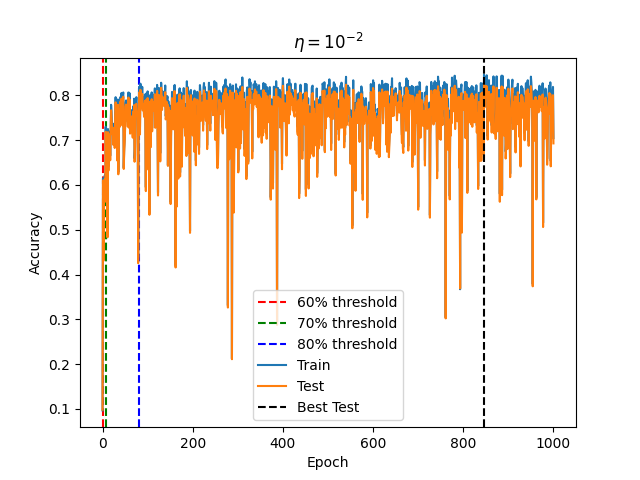 η = 10⁻²
Accuracy
0.8
0.7
0.6
0.5
0.4
0.3
0.2
0.1
60% threshold
70% threshold
80% threshold
Train
Test
Best Test
0 200 400 600 800 1000
Epoch